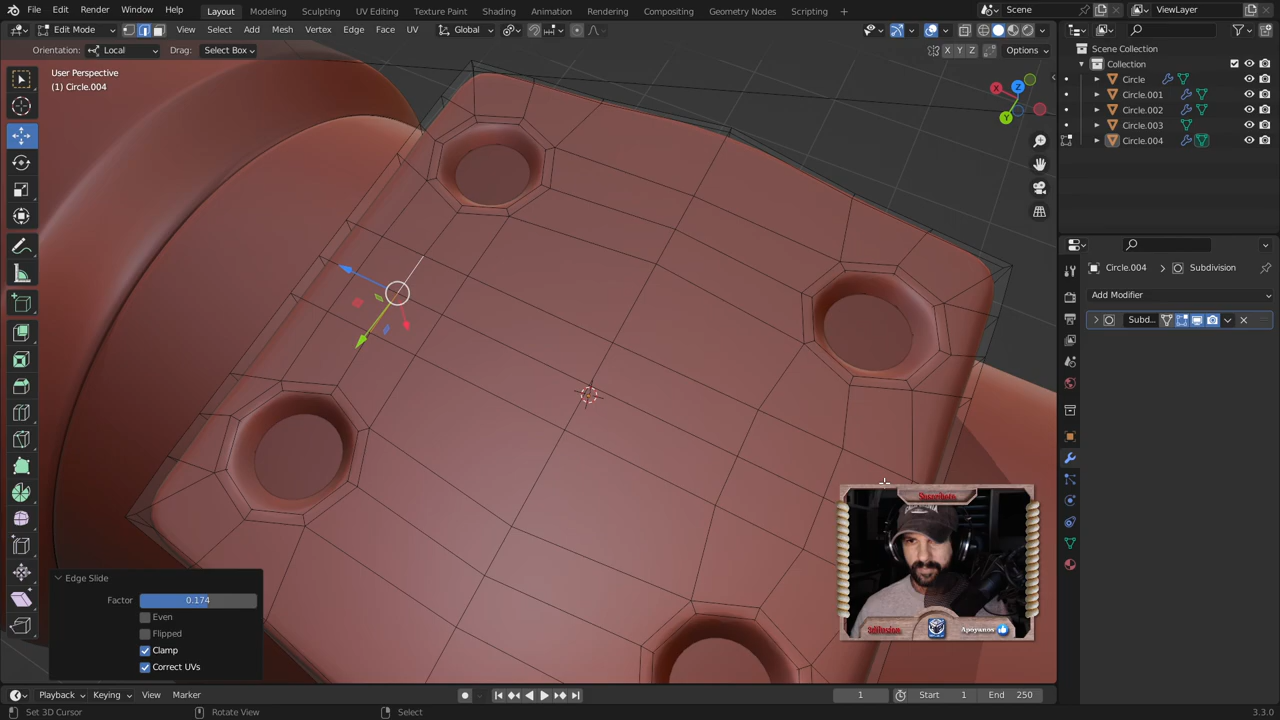 File Edit Render Window Help Layout Modeling Sculpting UV Editing Texture Paint Shading Animation Rendering Compositing Geometry Nodes Scripting + Scene ViewLayer
Edit Mode View Select Add Mesh Vertex Edge Face UV Global
Orientation: Local Drag: Select Box X Y Z Options
User Perspective
(1) Circle.004
X
Z
Y
Scene Collection
Collection
Circle
Circle.001
Circle.002
Circle.003
Circle.004
Circle.004 > Subdivision
Add Modifier
Subd...
Edge Slide
Factor 0.174
Even
Flipped
Clamp
Correct UVs
Suscribete
Apoyanos
Playback Keying View Marker 1 Start 1 End 250
Set 3D Cursor Rotate View Select 3.3.0